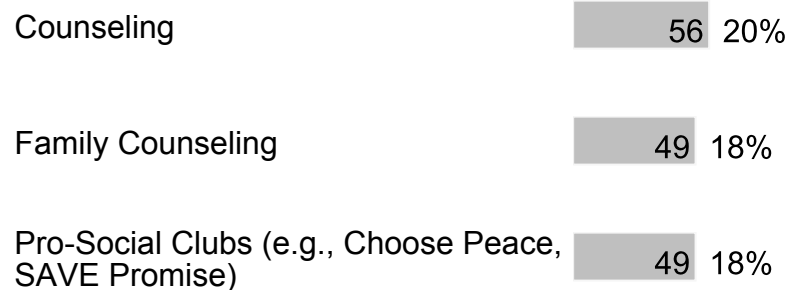 Counseling 56 20%
Family Counseling 49 18%
Pro-Social Clubs (e.g., Choose Peace,
SAVE Promise) 49 18%